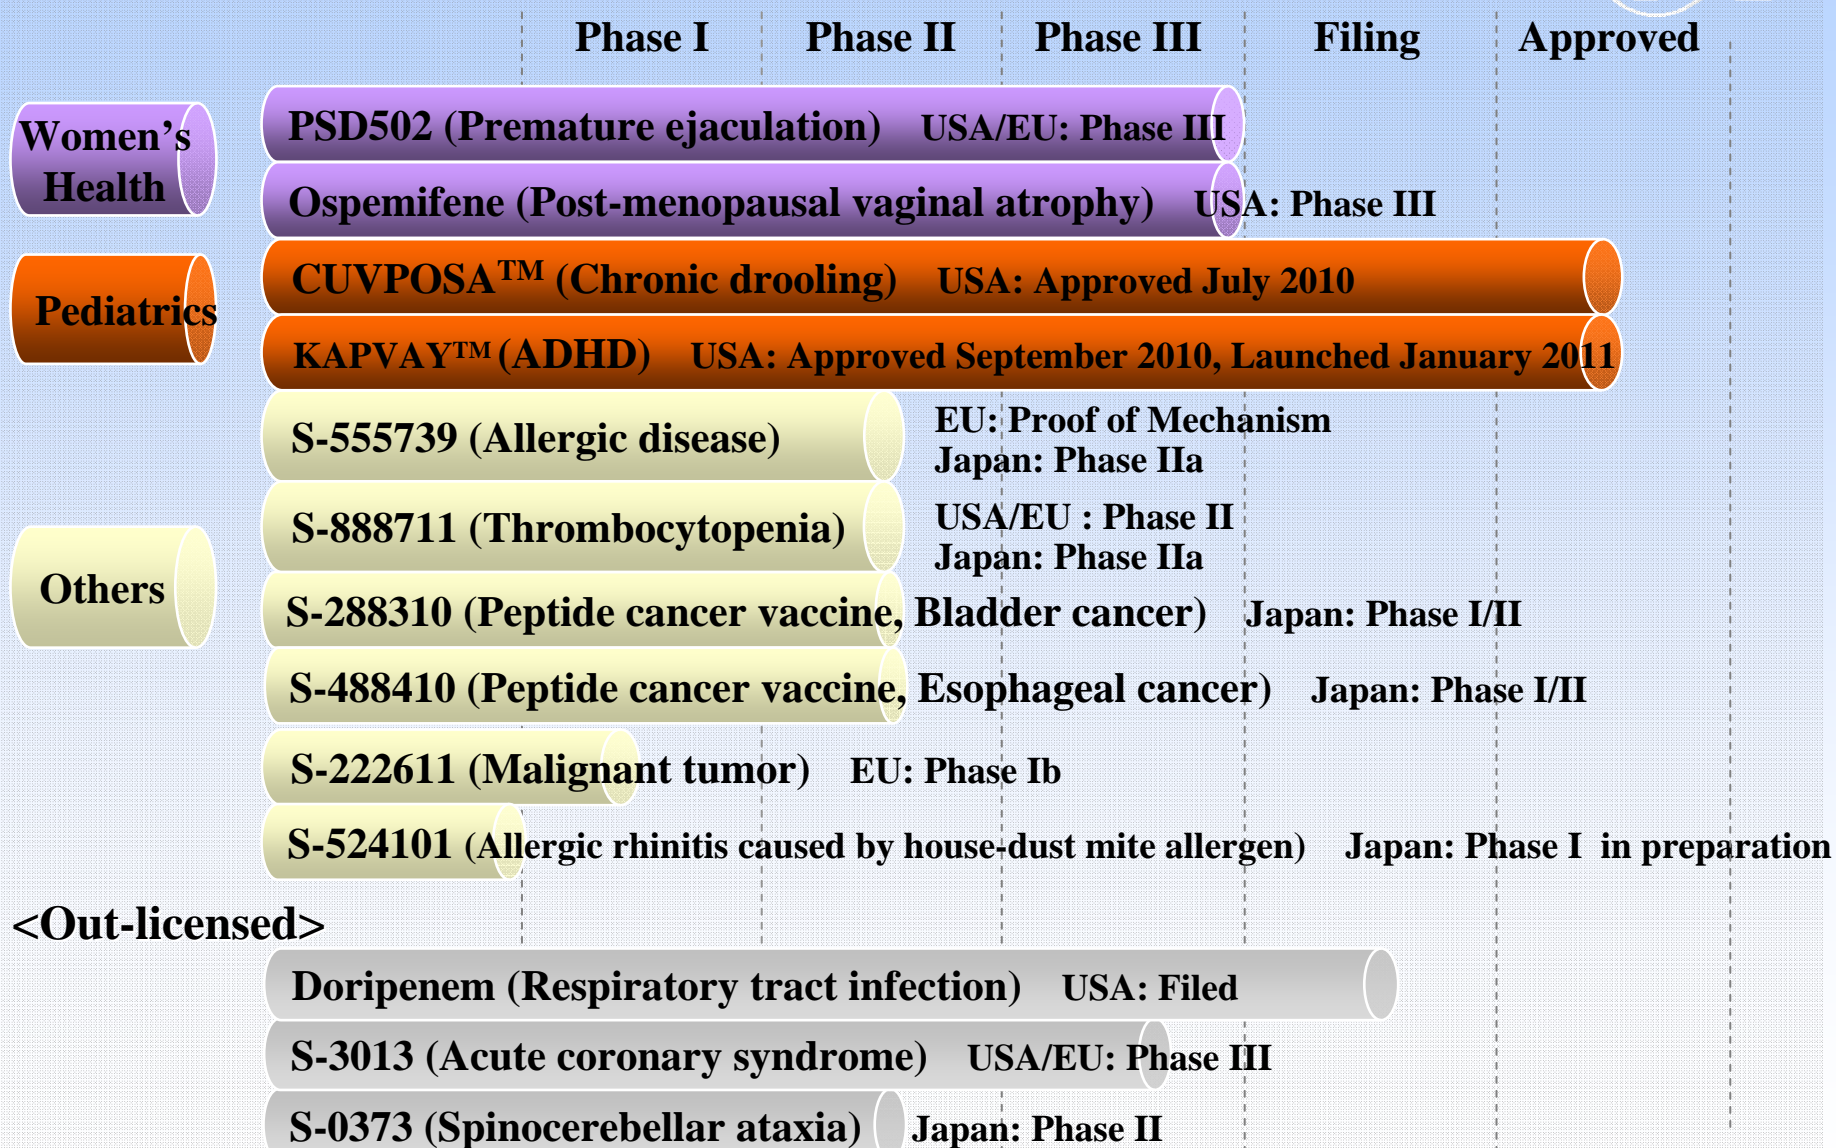 Phase I Phase II Phase III Filing Approved
Women's
Health
PSD502 (Premature ejaculation) USA/EU: Phase III
Ospemifene (Post-menopausal vaginal atrophy) USA: Phase III
Pediatrics
CUVPOSA™ (Chronic drooling) USA: Approved July 2010
KAPVAY™ (ADHD) USA: Approved September 2010, Launched January 2011
Others
S-555739 (Allergic disease)
EU: Proof of Mechanism
Japan: Phase IIa
S-888711 (Thrombocytopenia)
USA/EU : Phase II
Japan: Phase IIa
S-288310 (Peptide cancer vaccine, Bladder cancer) Japan: Phase I/II
S-488410 (Peptide cancer vaccine, Esophageal cancer) Japan: Phase I/II
S-222611 (Malignant tumor) EU: Phase Ib
S-524101 (Allergic rhinitis caused by house-dust mite allergen) Japan: Phase I in preparation
<Out-licensed>
Doripenem (Respiratory tract infection) USA: Filed
S-3013 (Acute coronary syndrome) USA/EU: Phase III
S-0373 (Spinocerebellar ataxia) Japan: Phase II